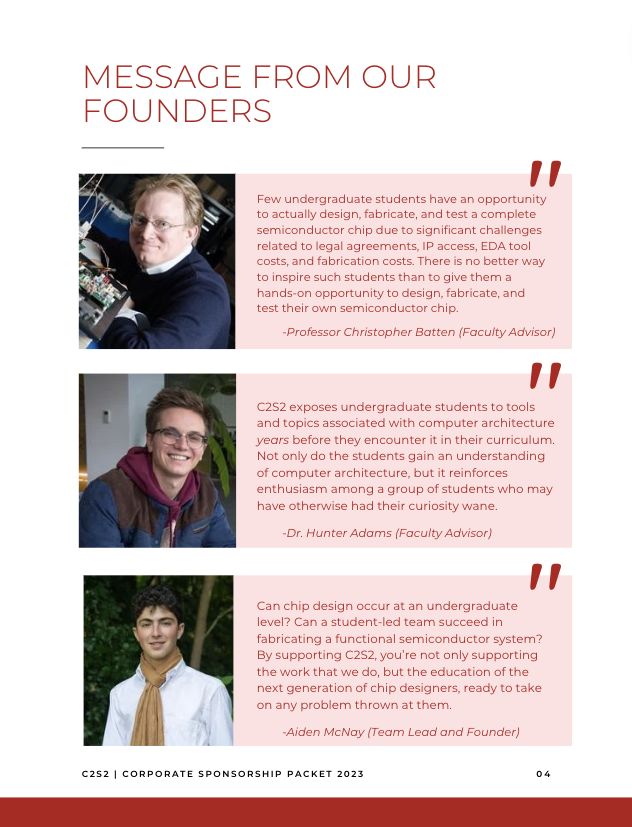 MESSAGE FROM OUR
FOUNDERS
"
Few undergraduate students have an opportunity
to actually design, fabricate, and test a complete
semiconductor chip due to significant challenges
related to legal agreements, IP access, EDA tool
costs, and fabrication costs. There is no better way
to inspire such students than to give them a
hands-on opportunity to design, fabricate, and
test their own semiconductor chip.
-Professor Christopher Batten (Faculty Advisor)
"
C2S2 exposes undergraduate students to tools
and topics associated with computer architecture
years before they encounter it in their curriculum.
Not only do the students gain an understanding
of computer architecture, but it reinforces
enthusiasm among a group of students who may
have otherwise had their curiosity wane.
-Dr. Hunter Adams (Faculty Advisor)
"
Can chip design occur at an undergraduate
level? Can a student-led team succeed in
fabricating a functional semiconductor system?
By supporting C2S2, you're not only supporting
the work that we do, but the education of the
next generation of chip designers, ready to take
on any problem thrown at them.
-Aiden McNay (Team Lead and Founder)
C2S2 | CORPORATE SPONSORSHIP PACKET 2023 04